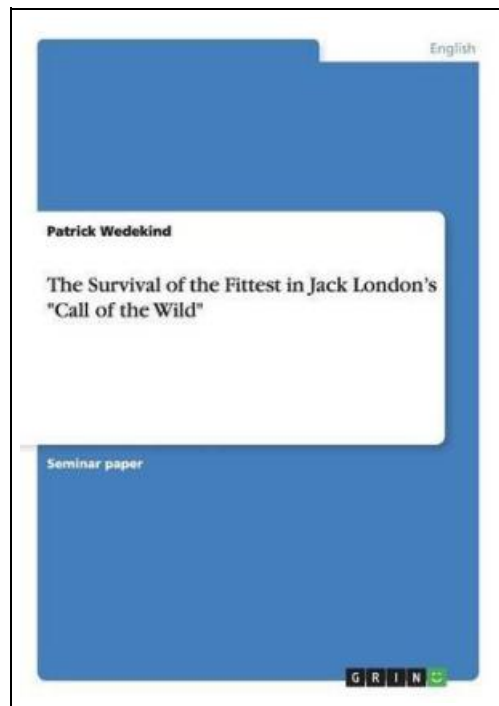 English
Patrick Wedekind
The Survival of the Fittest in Jack London's
"Call of the Wild"
Seminar paper
GRIN